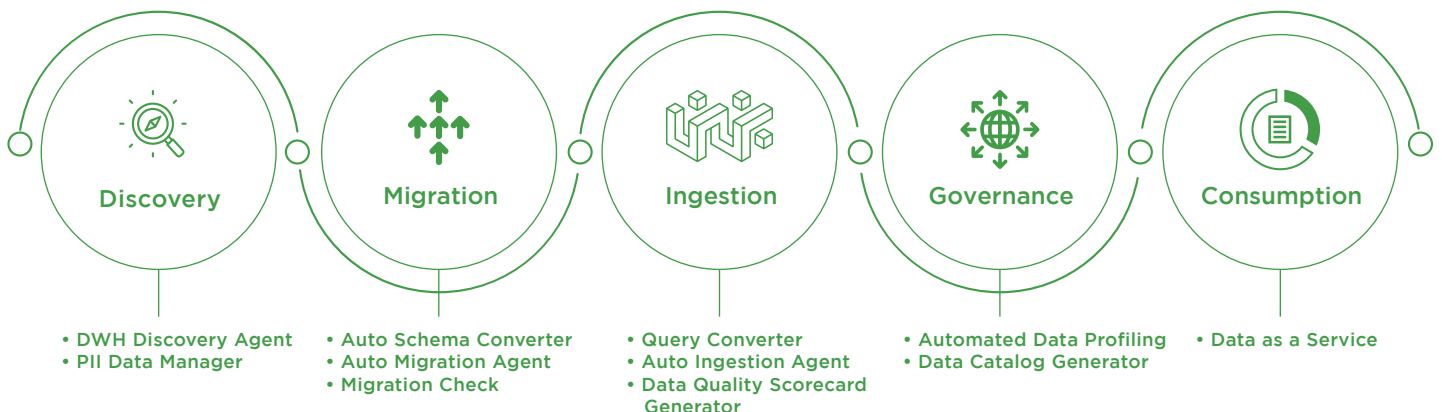 Discovery
Migration
Ingestion
Governance
Consumption
• DWH Discovery Agent
• PII Data Manager
• Auto Schema Converter
• Auto Migration Agent
• Migration Check
• Query Converter
• Auto Ingestion Agent
• Data Quality Scorecard
Generator
• Automated Data Profiling
• Data Catalog Generator
• Data as a Service